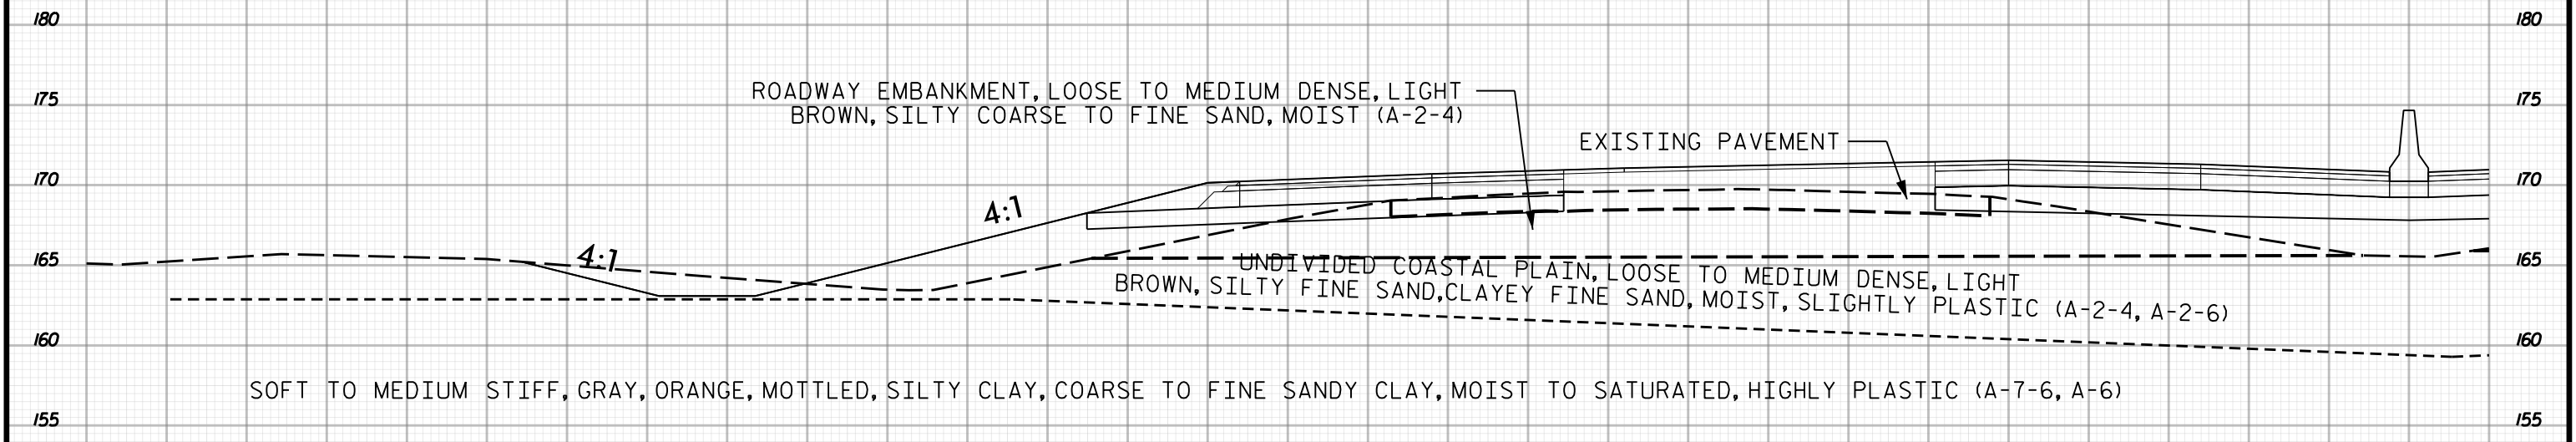 180 180
ROADWAY EMBANKMENT, LOOSE TO MEDIUM DENSE, LIGHT
BROWN, SILTY COARSE TO FINE SAND, MOIST (A-2-4)
175 175
EXISTING PAVEMENT
170 170
4:1
4:1
165 165
UNDIVIDED COASTAL PLAIN, LOOSE TO MEDIUM DENSE, LIGHT
BROWN, SILTY FINE SAND, CLAYEY FINE SAND, MOIST, SLIGHTLY PLASTIC (A-2-4, A-2-6)
160 160
SOFT TO MEDIUM STIFF, GRAY, ORANGE, MOTTLED, SILTY CLAY, COARSE TO FINE SANDY CLAY, MOIST TO SATURATED, HIGHLY PLASTIC (A-7-6, A-6)
155 155